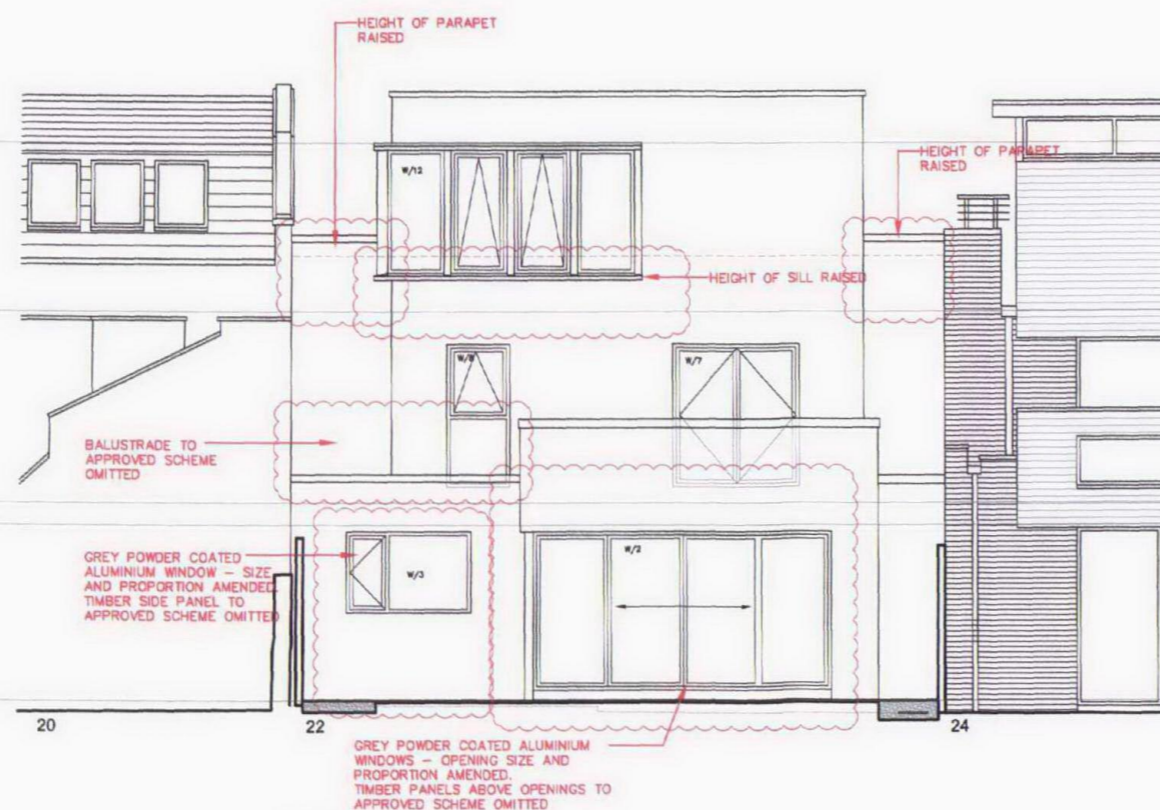 HEIGHT OF PARAPET
RAISED
HEIGHT OF PARAPET
RAISED
W/12
HEIGHT OF SILL RAISED
W/8
W/7
BALUSTRADE TO
APPROVED SCHEME
OMITTED
GREY POWDER COATED
ALUMINIUM WINDOW – SIZE
AND PROPORTION AMENDED.
TIMBER SIDE PANEL TO
APPROVED SCHEME OMITTED
W/3
W/2
20
22
24
GREY POWDER COATED ALUMINIUM
WINDOWS – OPENING SIZE AND
PROPORTION AMENDED.
TIMBER PANELS ABOVE OPENINGS TO
APPROVED SCHEME OMITTED